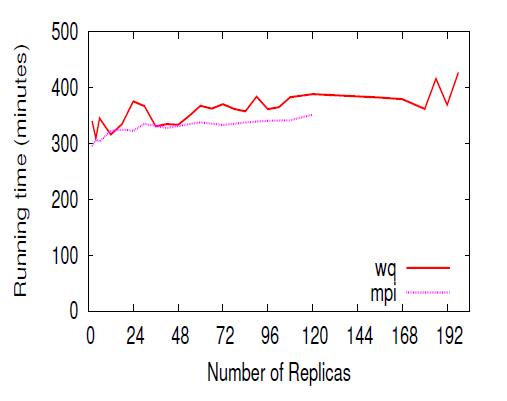 500
400
300
200
100
0
Running time (minutes)
wq
mpi
0 24 48 72 96 120 144 168 192
Number of Replicas